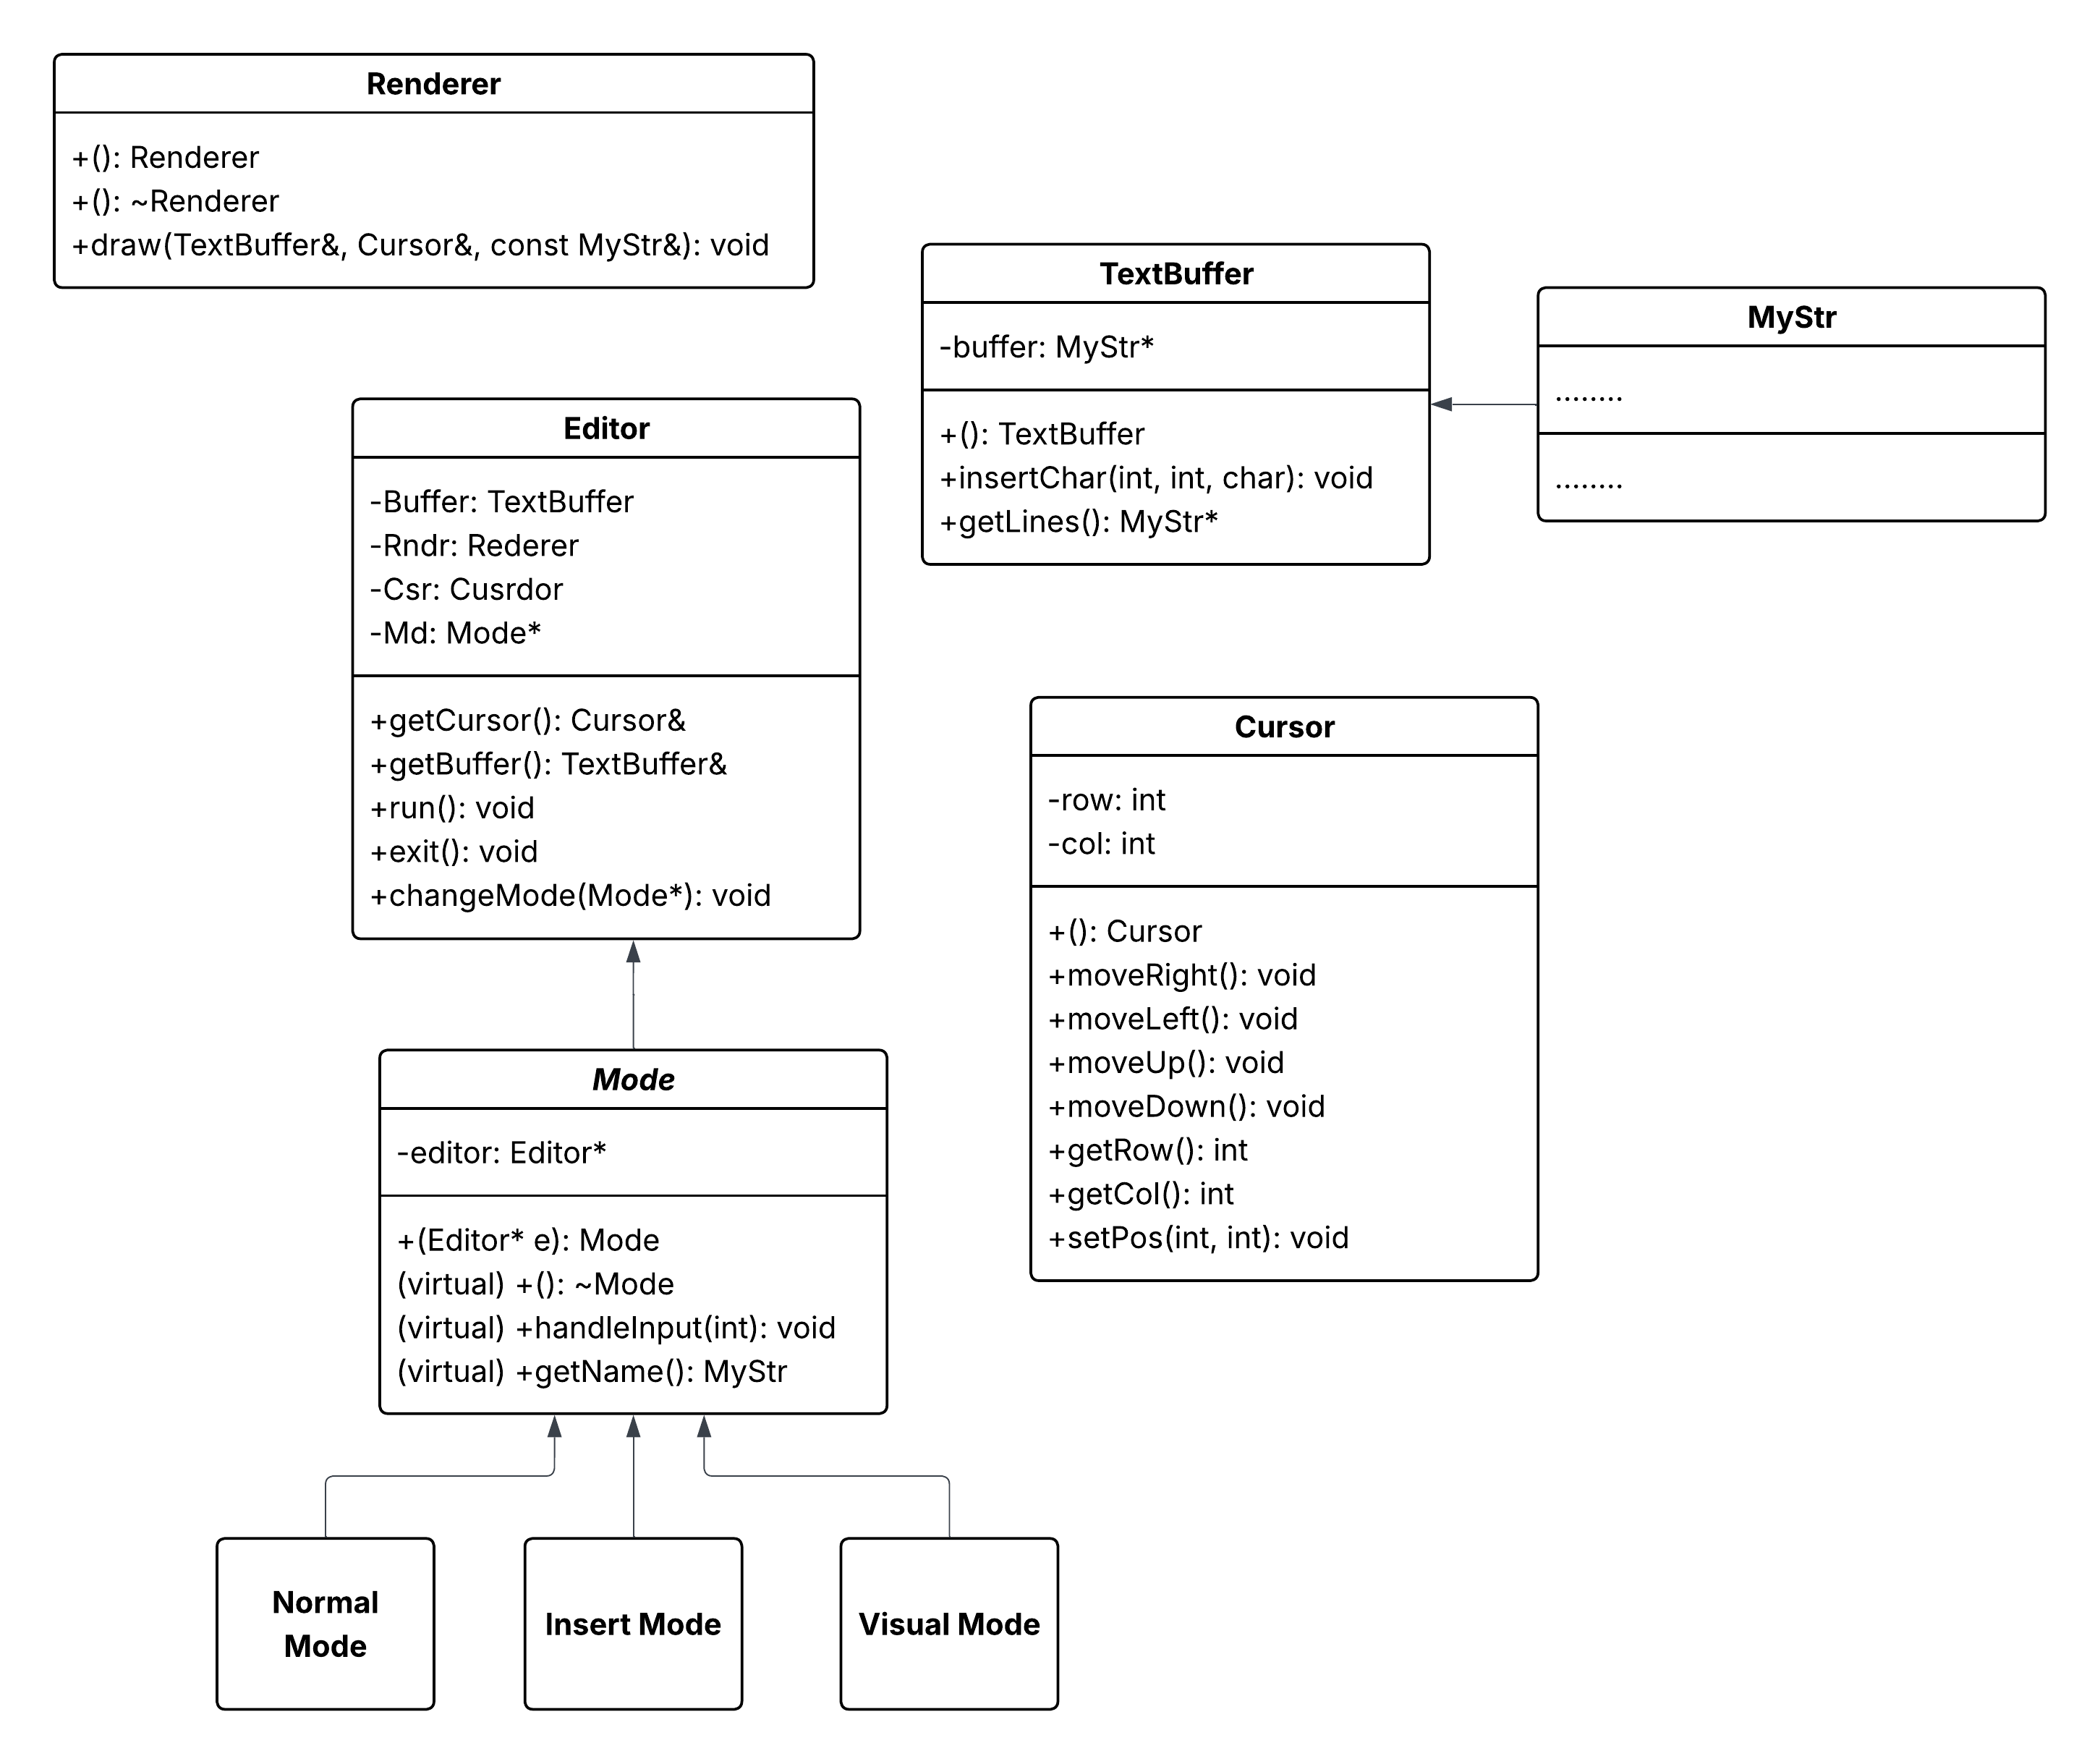 Renderer
+(): Renderer
+(): ~Renderer
+draw(TextBuffer&, Cursor&, const MyStr&): void
TextBuffer
-buffer: MyStr*
+(): TextBuffer
+insertChar(int, int, char): void
+getLines(): MyStr*
MyStr
........
........
Editor
-Buffer: TextBuffer
-Rndr: Rederer
-Csr: Cusrdor
-Md: Mode*
+getCursor(): Cursor&
+getBuffer(): TextBuffer&
+run(): void
+exit(): void
+changeMode(Mode*): void
Cursor
-row: int
-col: int
+(): Cursor
+moveRight(): void
+moveLeft(): void
+moveUp(): void
+moveDown(): void
+getRow(): int
+getCol(): int
+setPos(int, int): void
Mode
-editor: Editor*
+(Editor* e): Mode
(virtual) +(): ~Mode
(virtual) +handleInput(int): void
(virtual) +getName(): MyStr
Normal
Mode
Insert Mode
Visual Mode